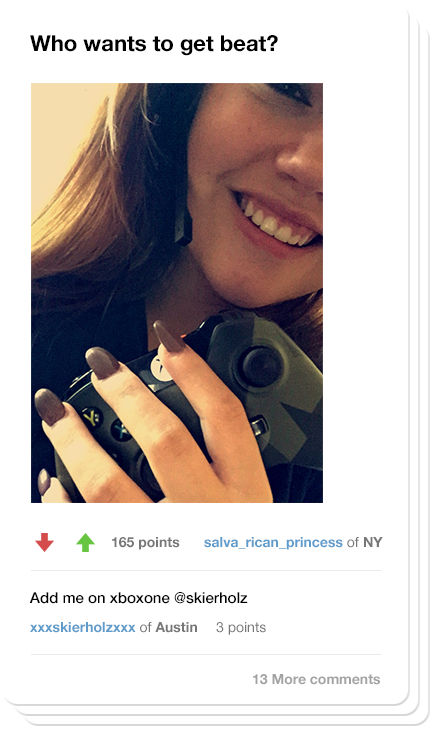 Who wants to get beat?
165 points salva_rican_princess of NY
Add me on xboxone @skierholz
xxxskierholzxxx of Austin 3 points
13 More comments